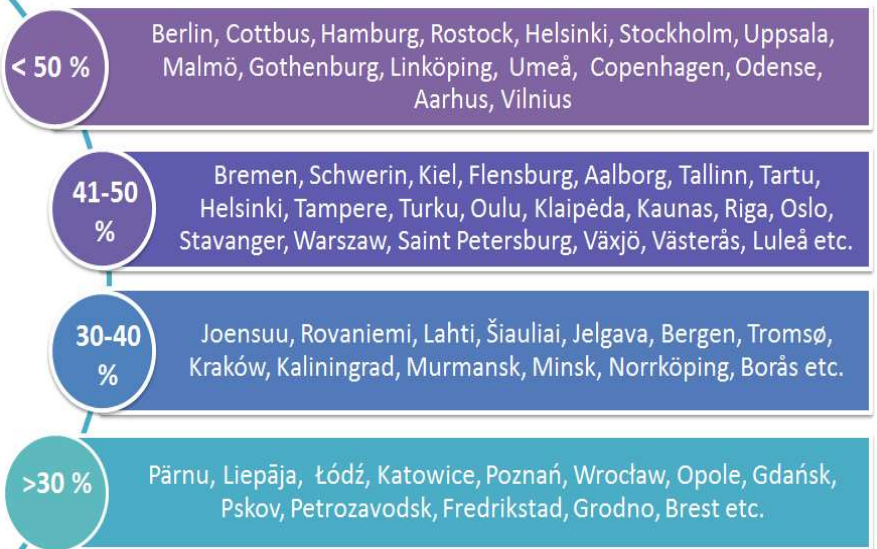 < 50 %
Berlin, Cottbus, Hamburg, Rostock, Helsinki, Stockholm, Uppsala,
Malmö, Gothenburg, Linköping, Umeå, Copenhagen, Odense,
Aarhus, Vilnius
41-50
%
Bremen, Schwerin, Kiel, Flensburg, Aalborg, Tallinn, Tartu,
Helsinki, Tampere, Turku, Oulu, Klaipėda, Kaunas, Riga, Oslo,
Stavanger, Warszaw, Saint Petersburg, Växjö, Västerås, Luleå etc.
30-40
%
Joensuu, Rovaniemi, Lahti, Šiauliai, Jelgava, Bergen, Tromsø,
Kraków, Kaliningrad, Murmansk, Minsk, Norrköping, Borås etc.
>30 %
Pärnu, Liepāja, Łódź, Katowice, Poznań, Wrocław, Opole, Gdańsk,
Pskov, Petrozavodsk, Fredrikstad, Grodno, Brest etc.